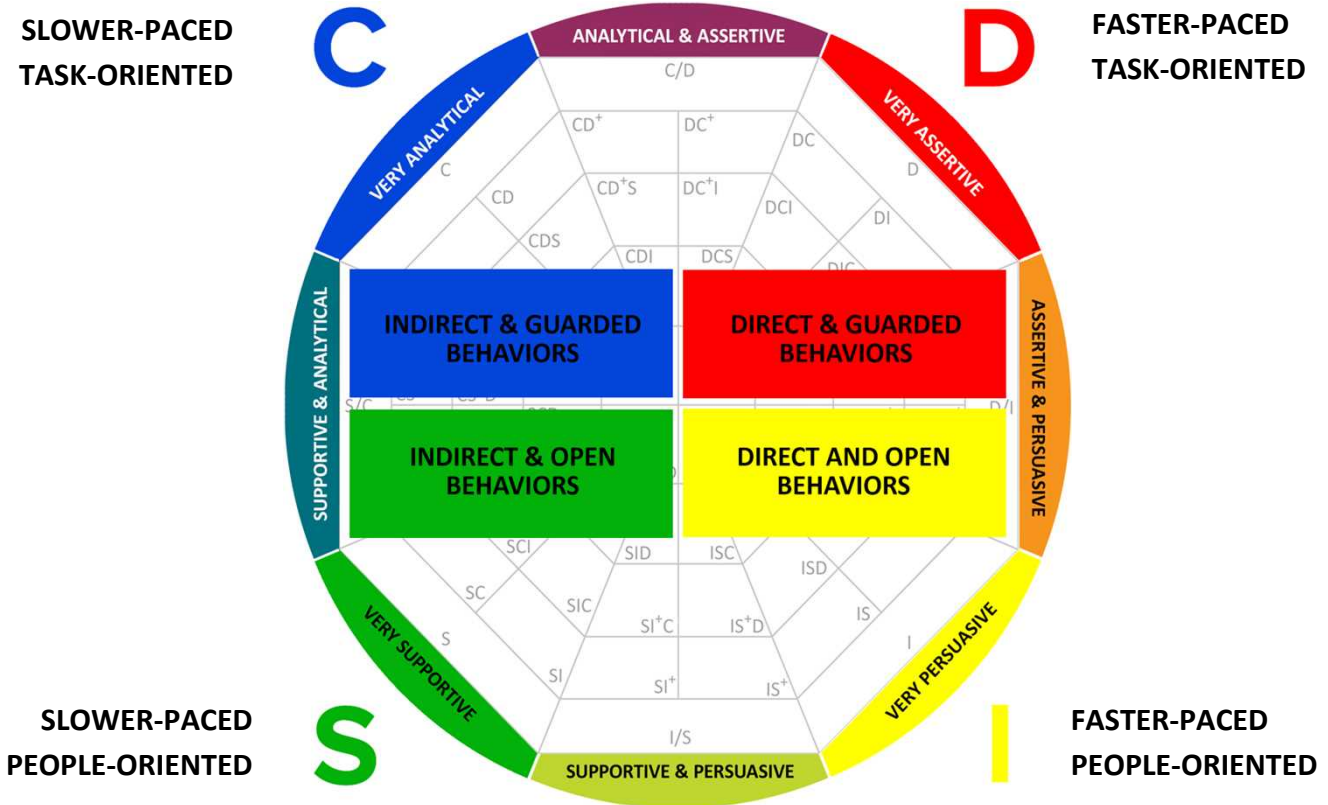 SLOWER-PACED
TASK-ORIENTED
C
ANALYTICAL & ASSERTIVE
D
FASTER-PACED
TASK-ORIENTED
VERY ANALYTICAL
VERY ASSERTIVE
C/D
CD+
DC+
C
DC
D
CD
CD+S
DC+I
DCI
DI
CDS
CDI
DCS
DIC
SUPPORTIVE & ANALYTICAL
INDIRECT & GUARDED
BEHAVIORS
DIRECT & GUARDED
BEHAVIORS
ASSERTIVE & PERSUASIVE
S/C
D/I
INDIRECT & OPEN
BEHAVIORS
DIRECT AND OPEN
BEHAVIORS
SCI
SID
ISC
ISD
SC
SIC
SI+C
IS+D
IS
S
I
SI
SI+
IS+
VERY SUPPORTIVE
VERY PERSUASIVE
I/S
SLOWER-PACED
PEOPLE-ORIENTED
S
SUPPORTIVE & PERSUASIVE
I
FASTER-PACED
PEOPLE-ORIENTED